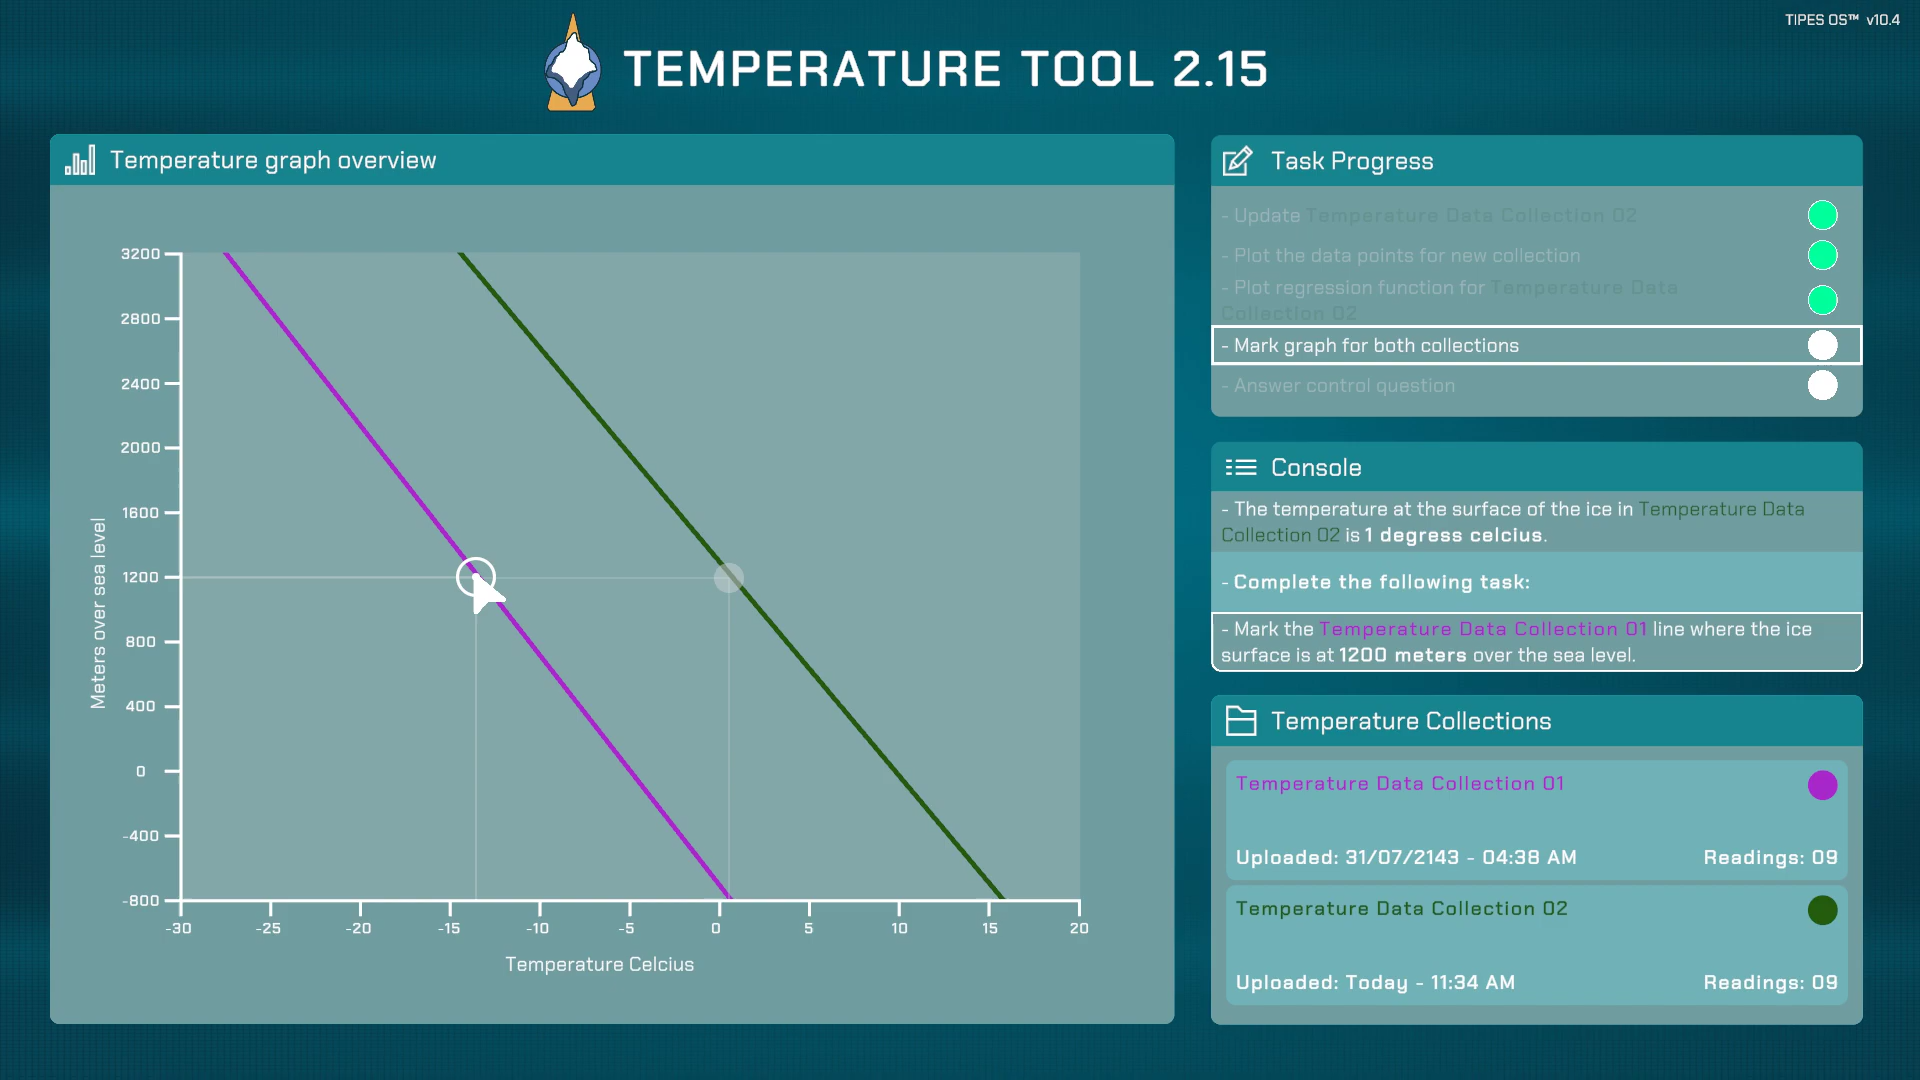 TIPES OS™ v10.4
TEMPERATURE TOOL 2.15
Temperature graph overview
3200
2800
2400
2000
1600
1200
800
400
0
-400
-800
Meters over sea level
-30 -25 -20 -15 -10 -5 0 5 10 15 20
Temperature Celcius
Task Progress
- Update Temperature Data Collection 02
- Plot the data points for new collection
- Plot regression function for Temperature Data
Collection 02
- Mark graph for both collections
- Answer control question
Console
- The temperature at the surface of the ice in Temperature Data
Collection 02 is 1 degress celcius.
- Complete the following task:
- Mark the Temperature Data Collection 01 line where the ice
surface is at 1200 meters over the sea level.
Temperature Collections
Temperature Data Collection 01
Uploaded: 31/07/2143 - 04:38 AM Readings: 09
Temperature Data Collection 02
Uploaded: Today - 11:34 AM Readings: 09